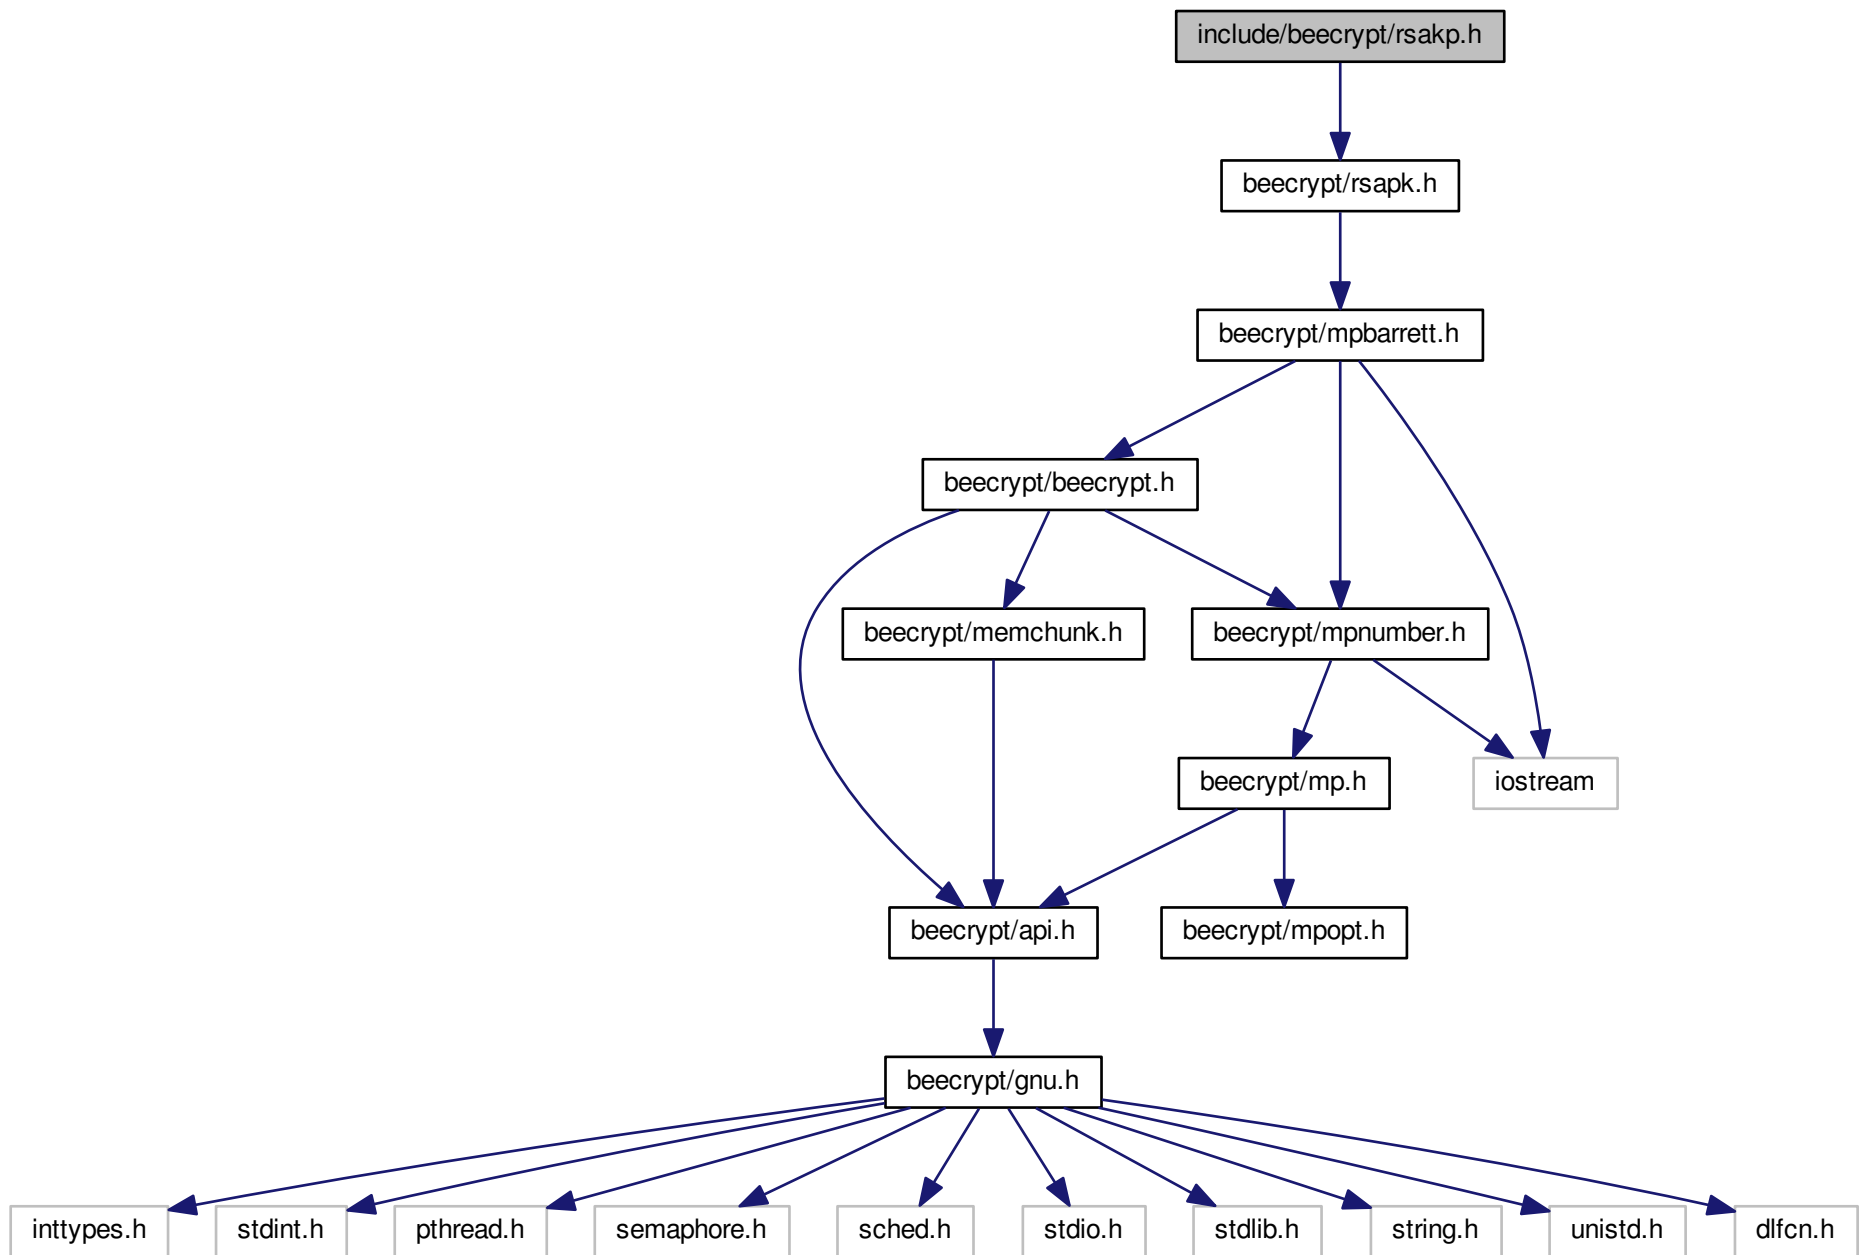 include/beecrypt/rsakp.h
beecrypt/rsapk.h
beecrypt/mpbarrett.h
beecrypt/beecrypt.h
beecrypt/memchunk.h
beecrypt/mpnumber.h
beecrypt/mp.h
iostream
beecrypt/api.h
beecrypt/mpopt.h
beecrypt/gnu.h
inttypes.h
stdint.h
pthread.h
semaphore.h
sched.h
stdio.h
stdlib.h
string.h
unistd.h
dlfcn.h